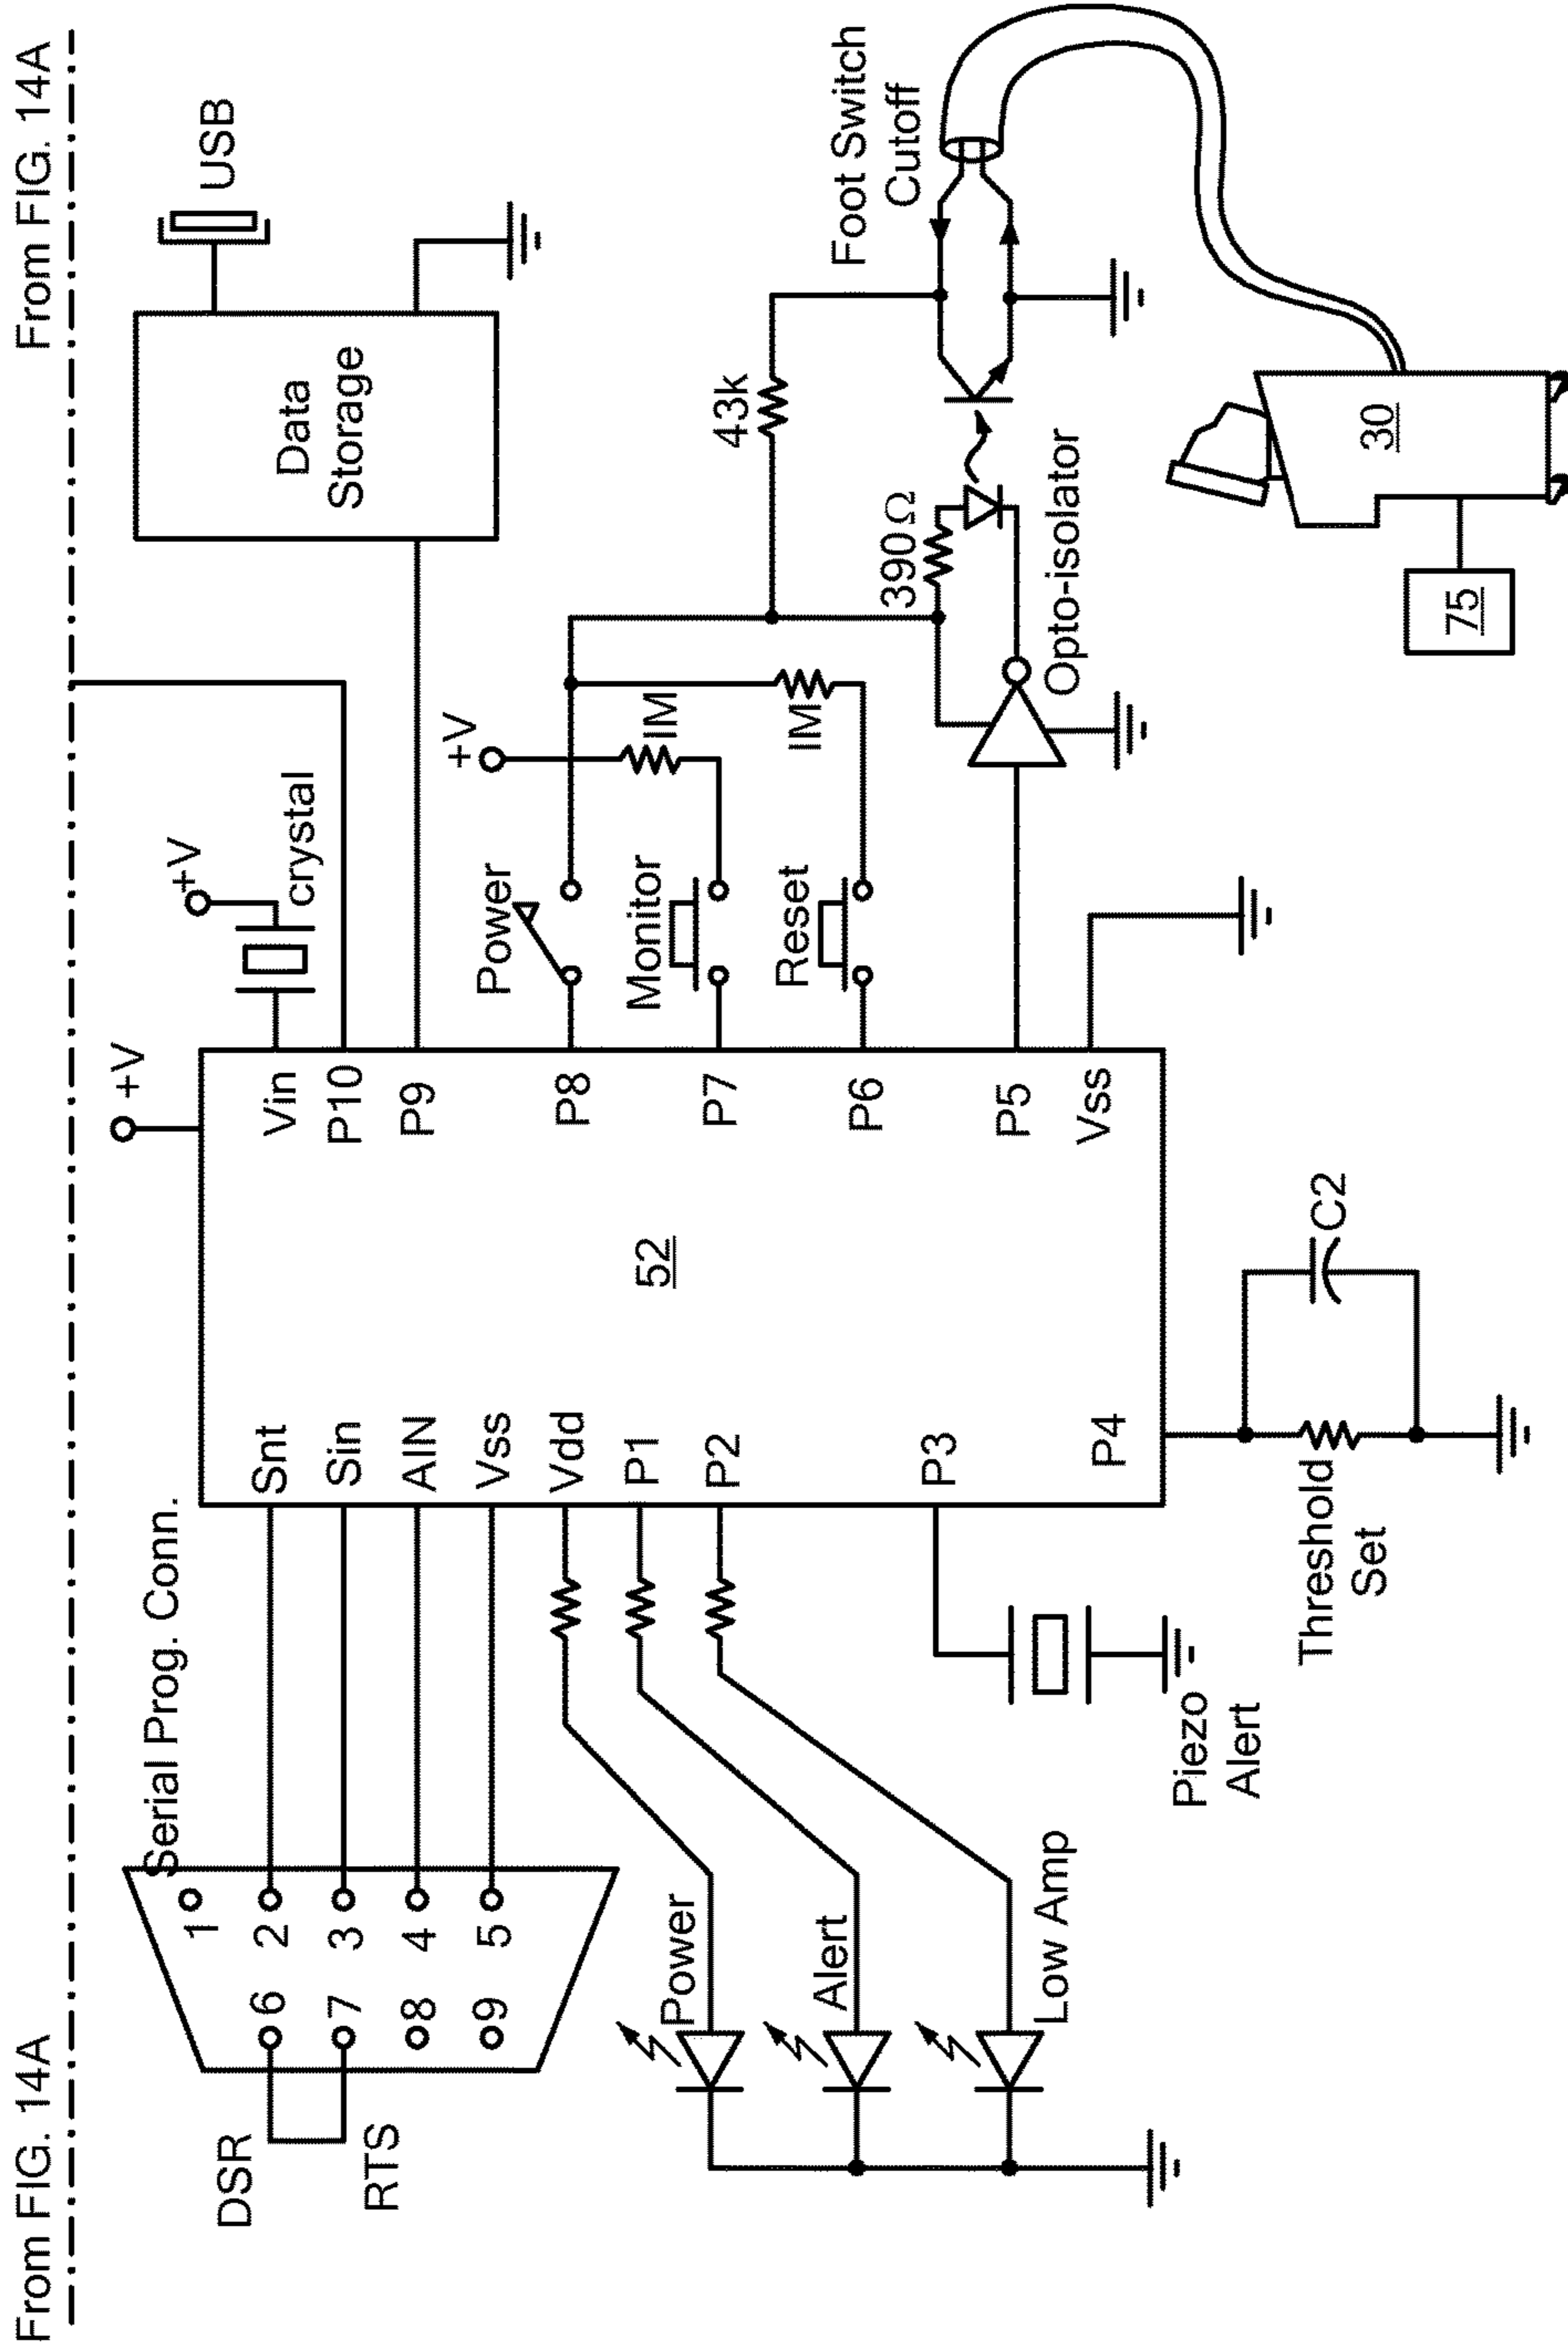 From FIG. 14A
From FIG. 14A
Serial Prog. Conn.
1
2
3
4
5
6
7
8
9
DSR
RTS
Snt
Sin
AIN
Vss
Vdd
P1
P2
P3
P4
52
+V
Vin
P10
P9
P8
P7
P6
P5
Vss
+V
crystal
Data
Storage
USB
Power
Monitor
Reset
+V
IM
IM
43k
390Ω
Opto-isolator
Foot Switch
Cutoff
30
75
Power
Alert
Low Amp
Piezo
Alert
Threshold
Set
C2